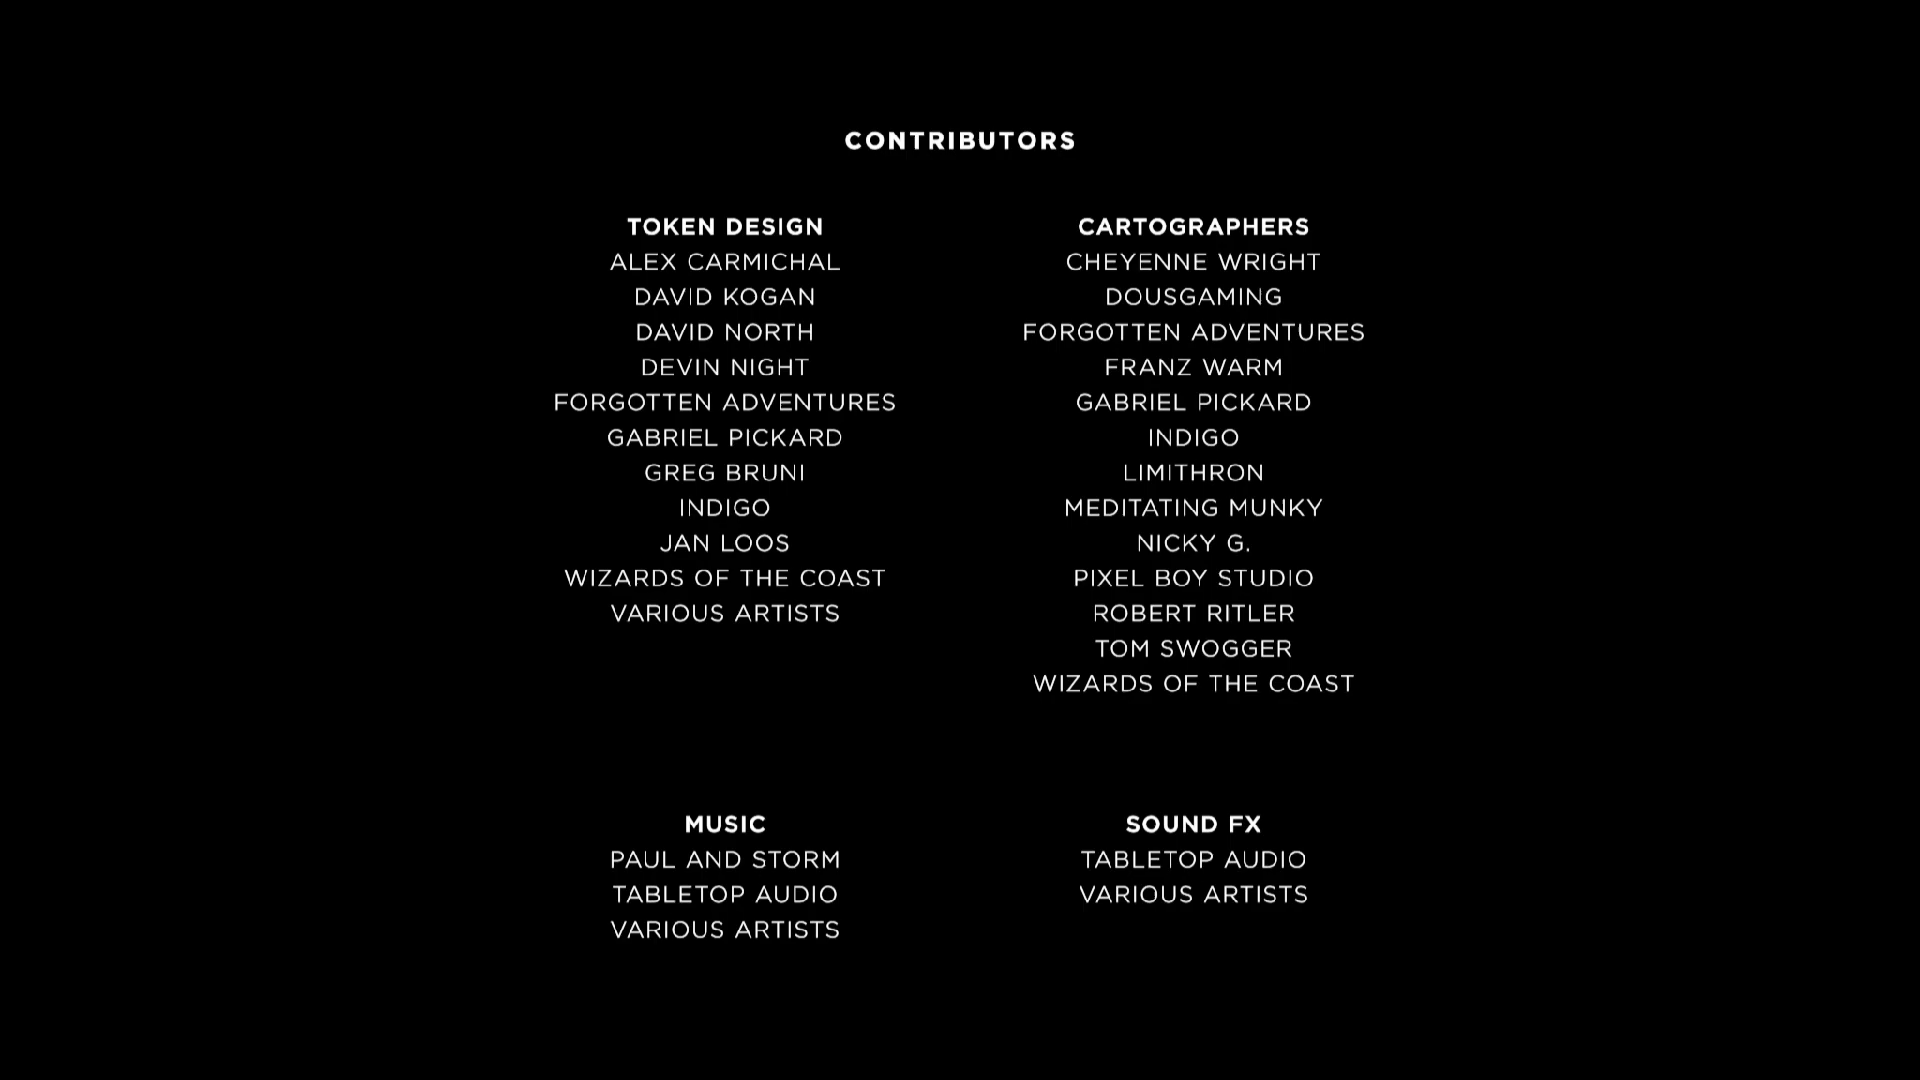 CONTRIBUTORS
TOKEN DESIGN
ALEX CARMICHAL
DAVID KOGAN
DAVID NORTH
DEVIN NIGHT
FORGOTTEN ADVENTURES
GABRIEL PICKARD
GREG BRUNI
INDIGO
JAN LOOS
WIZARDS OF THE COAST
VARIOUS ARTISTS
CARTOGRAPHERS
CHEYENNE WRIGHT
DOUSGAMING
FORGOTTEN ADVENTURES
FRANZ WARM
GABRIEL PICKARD
INDIGO
LIMITHRON
MEDITATING MUNKY
NICKY G.
PIXEL BOY STUDIO
ROBERT RITLER
TOM SWOGGER
WIZARDS OF THE COAST
MUSIC
PAUL AND STORM
TABLETOP AUDIO
VARIOUS ARTISTS
SOUND FX
TABLETOP AUDIO
VARIOUS ARTISTS